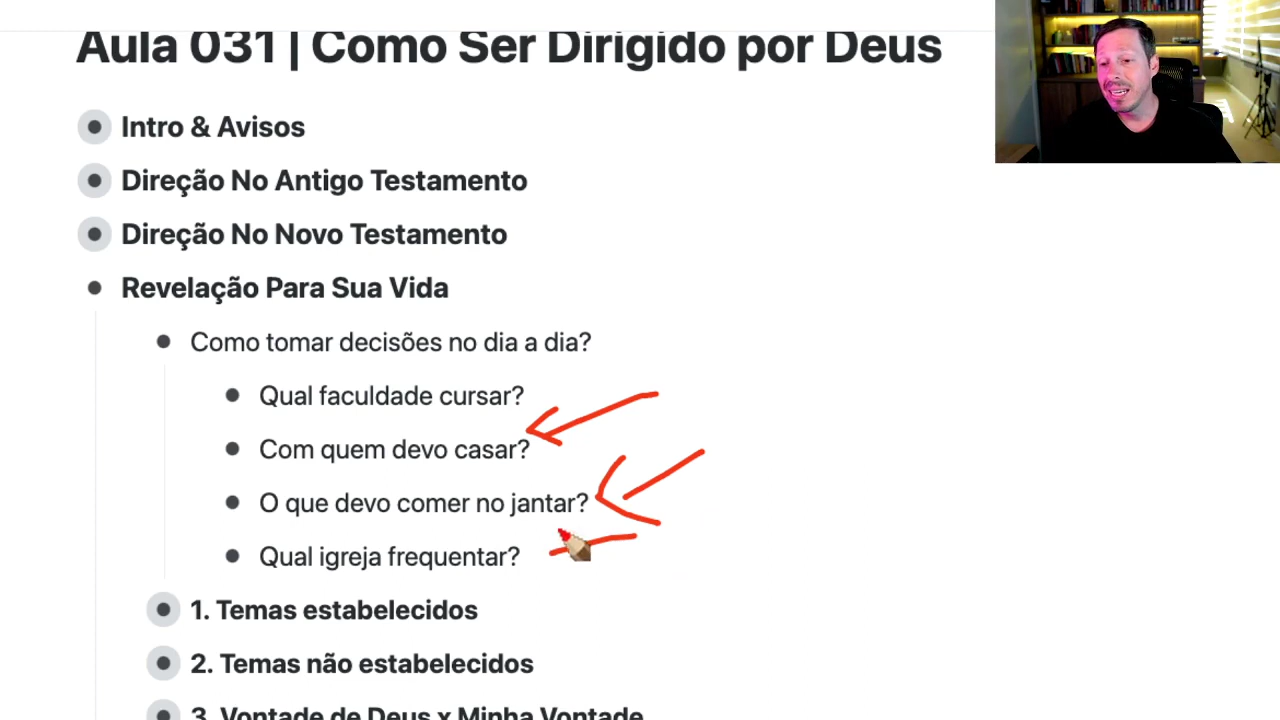 Aula 031 | Como Ser Dirigido por Deus
Intro & Avisos
Direção No Antigo Testamento
Direção No Novo Testamento
Revelação Para Sua Vida
Como tomar decisões no dia a dia?
Qual faculdade cursar?
Com quem devo casar?
O que devo comer no jantar?
Qual igreja frequentar?
1. Temas estabelecidos
2. Temas não estabelecidos
3. Vontade de Deus x Minha Vontade